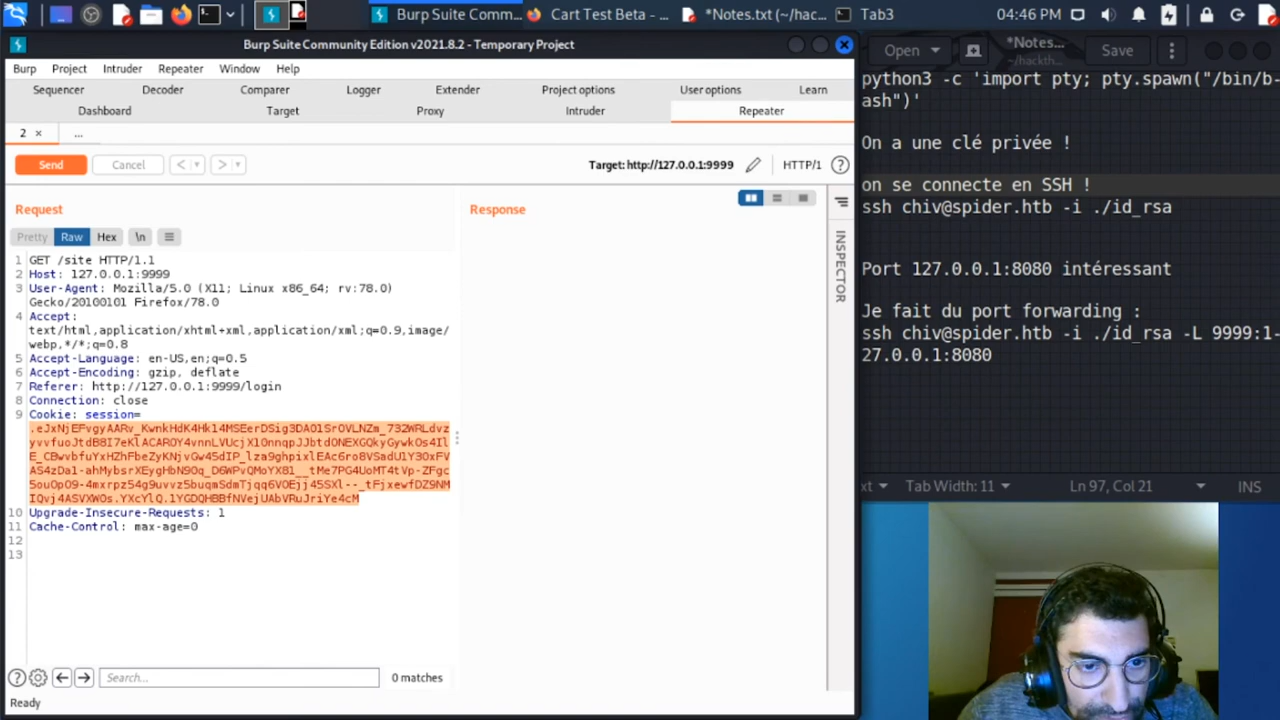 Burp Suite Comm...
Cart Test Beta - ...
*Notes.txt (~/hac...
Tab3
04:46 PM
Burp Suite Community Edition v2021.8.2 - Temporary Project
Burp Project Intruder Repeater Window Help
Sequencer Decoder Comparer Logger Extender Project options User options Learn
Dashboard Target Proxy Intruder Repeater
2 × ...
Send Cancel < > Target: http://127.0.0.1:9999 HTTP/1 ?
Request
Pretty Raw Hex \n
1 GET /site HTTP/1.1
2 Host: 127.0.0.1:9999
3 User-Agent: Mozilla/5.0 (X11; Linux x86_64; rv:78.0)
Gecko/20100101 Firefox/78.0
4 Accept:
text/html,application/xhtml+xml,application/xml;q=0.9,image/
webp,*/*;q=0.8
5 Accept-Language: en-US,en;q=0.5
6 Accept-Encoding: gzip, deflate
7 Referer: http://127.0.0.1:9999/login
8 Connection: close
9 Cookie: session=
10 Upgrade-Insecure-Requests: 1
11 Cache-Control: max-age=0
12
13
Response
INSPECTOR
? Search... 0 matches
Ready
Open *Notes... Save
~/hackth...
python3 -c 'import pty; pty.spawn("/bin/b-
ash")'
On a une clé privée !
on se connecte en SSH !
ssh chiv@spider.htb -i ./id_rsa
Port 127.0.0.1:8080 intéressant
Je fait du port forwarding :
ssh chiv@spider.htb -i ./id_rsa -L 9999:1-
27.0.0.1:8080
xt Tab Width: 11 Ln 97, Col 21 INS